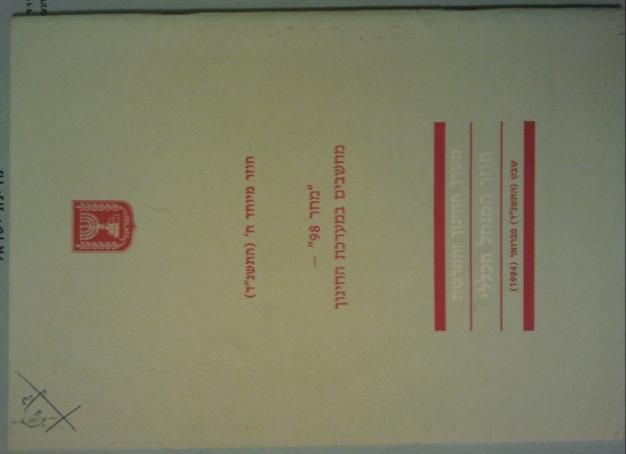 משרד החינוך והתרבות
חוזר המנהל הכללי
שבט (התשנ"ד) פברואר (1994)
מחשבים במערכת החינוך
– "מחר 98"
חוזר מיוחד ח' (התשנ"ד)